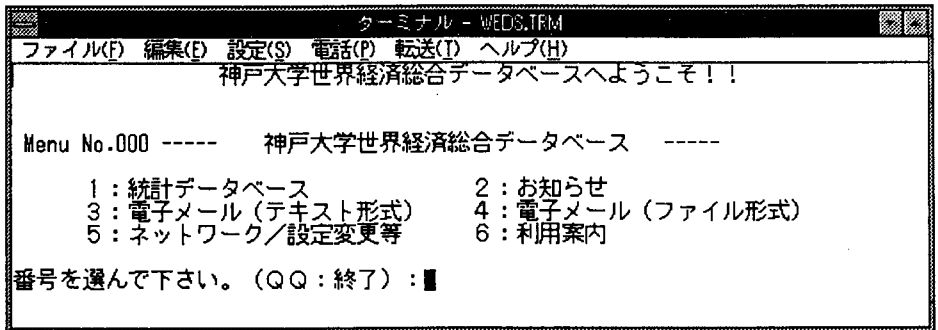 ターミナル - WEDS.TRM
ファイル(F) 編集(E) 設定(S) 電話(P) 転送(T) ヘルプ(H)
神戸大学世界経済総合データベースへようこそ！！
Menu No.000 ----- 神戸大学世界経済総合データベース -----
1：統計データベース 2：お知らせ
3：電子メール（テキスト形式） 4：電子メール（ファイル形式）
5：ネットワーク／設定変更等 6：利用案内
番号を選んで下さい。（ＱＱ：終了）：